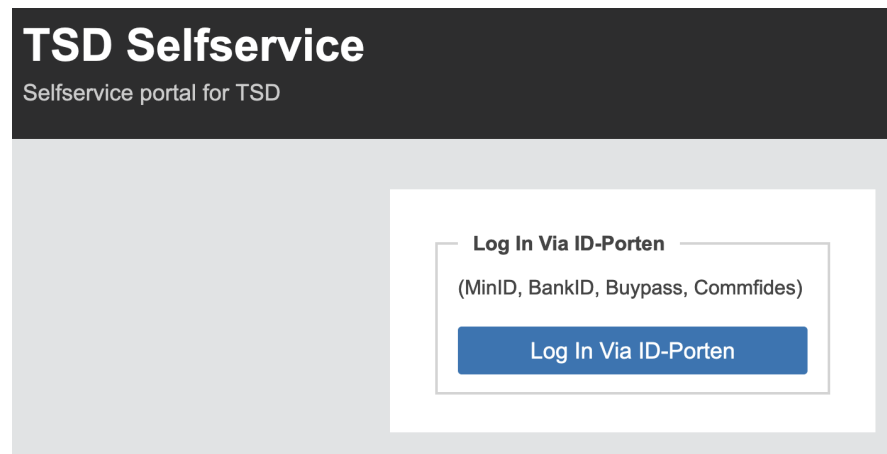 TSD Selfservice
Selfservice portal for TSD
Log In Via ID-Porten
(MinID, BankID, Buypass, Commfides)
Log In Via ID-Porten